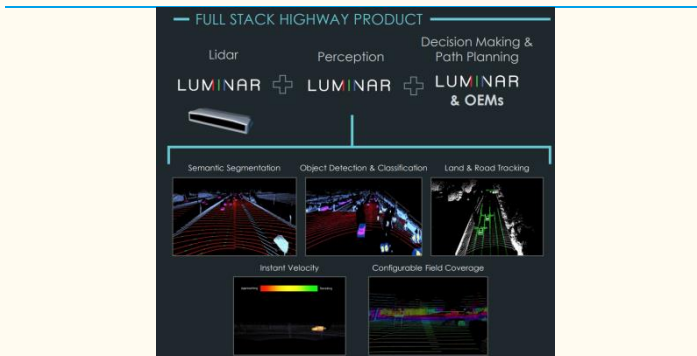 FULL STACK HIGHWAY PRODUCT
Lidar
Perception
Decision Making &
Path Planning
LUMINAR
LUMINAR
LUMINAR
& OEMs
Semantic Segmentation
Object Detection & Classification
Land & Road Tracking
Instant Velocity
Configurable Field Coverage